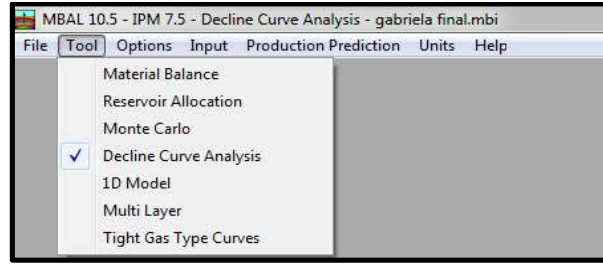 MBAL 10.5 - IPM 7.5 - Decline Curve Analysis - gabriela final.mbi
File Tool Options Input Production Prediction Units Help
Material Balance
Reservoir Allocation
Monte Carlo
Decline Curve Analysis
1D Model
Multi Layer
Tight Gas Type Curves